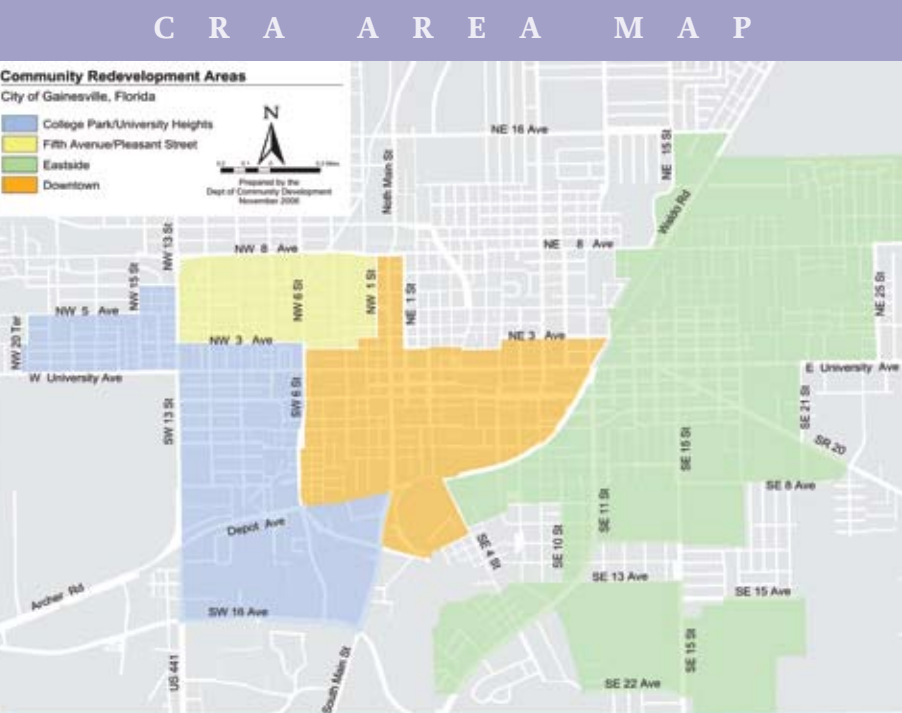 CRA AREA MAP
Community Redevelopment Areas
City of Gainesville, Florida
College Park/University Heights
Fifth Avenue/Pleasant Street
Eastside
Downtown
N
Prepared by the
Dept of Community Development
November 2006
NE 16 Ave
NE 15 St
Noth Main St
Waldo Rd
NW 13 St
NW 8 Ave
NE 8 Ave
NW 15 St
NW 6 St
NW 1 St
NE 1 St
NE 25 St
NW 5 Ave
NW 20 Ter
NW 3 Ave
NE 3 Ave
W University Ave
E University Ave
SW 13 St
SW 6 St
SE 21 St
SE 15 St
SR 20
SE 8 Ave
SE 11 St
Depot Ave
SE 4 St
SE 10 St
SE 13 Ave
Archer Rd
SE 15 Ave
SW 16 Ave
SE 15 St
US 441
South Main St
SE 22 Ave